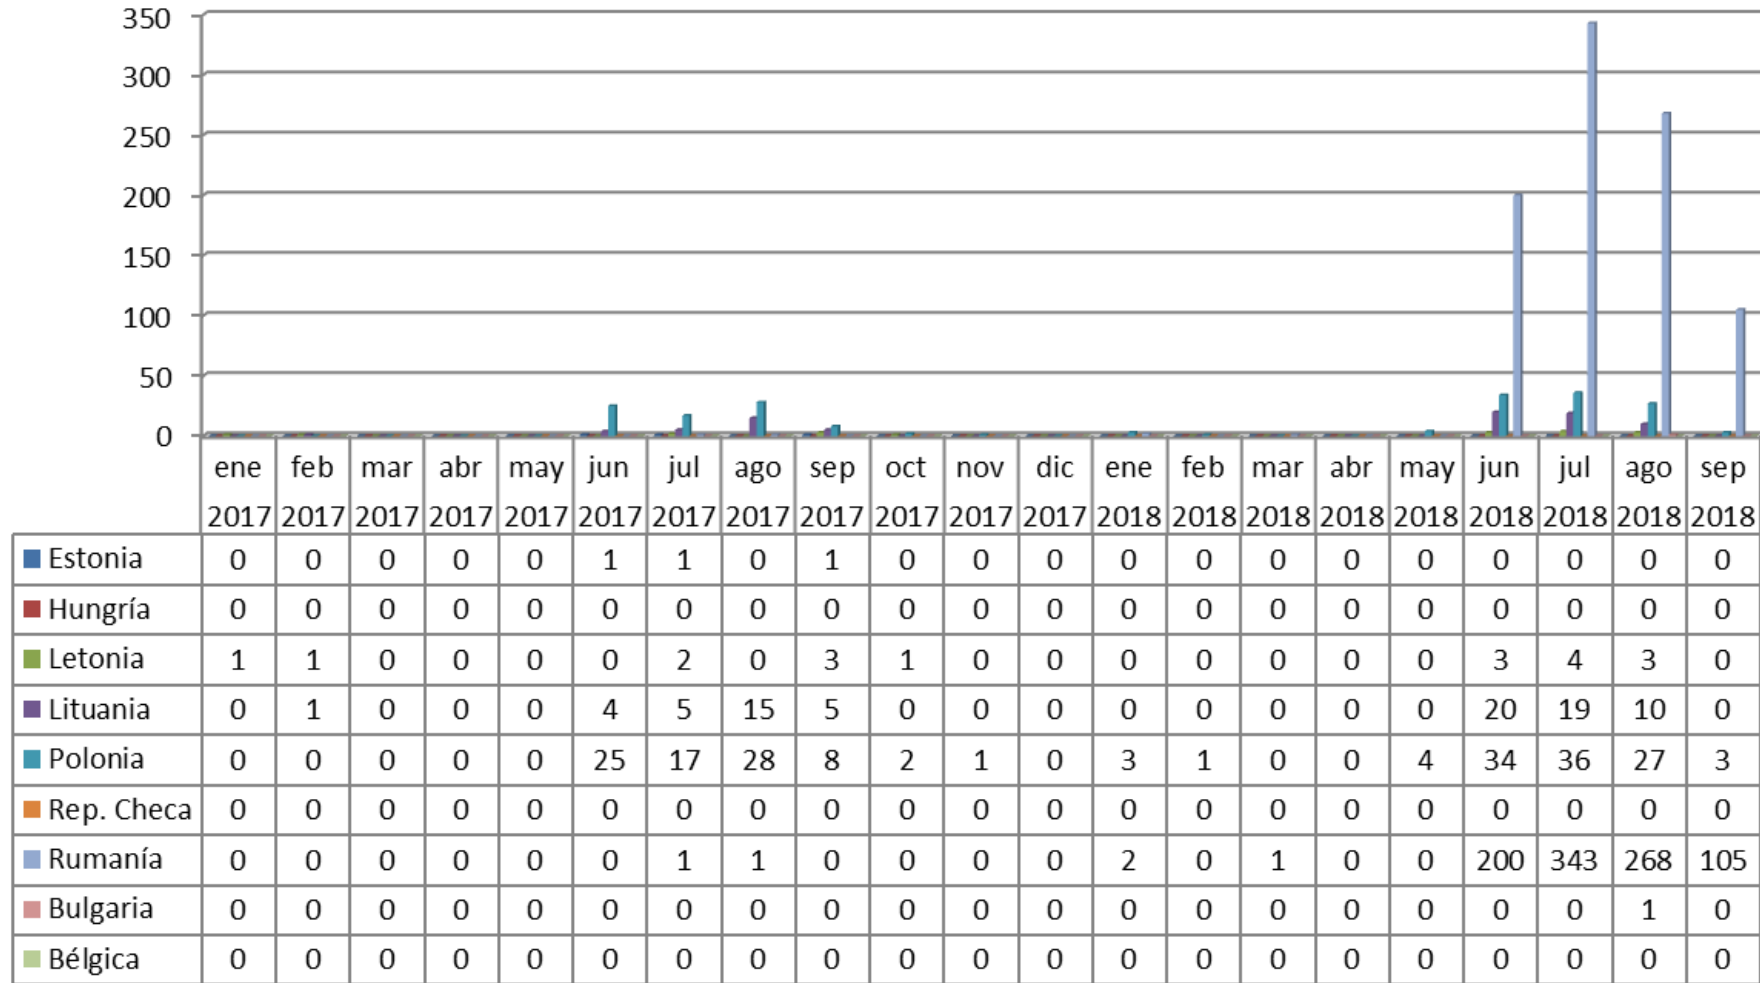 350
300
250
200
150
100
50
0
ene feb mar abr may jun jul ago sep oct nov dic ene feb mar abr may jun jul ago sep
2017 2017 2017 2017 2017 2017 2017 2017 2017 2017 2017 2017 2018 2018 2018 2018 2018 2018 2018 2018 2018
Estonia 0 0 0 0 0 1 1 0 1 0 0 0 0 0 0 0 0 0 0 0 0
Hungría 0 0 0 0 0 0 0 0 0 0 0 0 0 0 0 0 0 0 0 0 0
Letonia 1 1 0 0 0 0 2 0 3 1 0 0 0 0 0 0 0 3 4 3 0
Lituania 0 1 0 0 0 4 5 15 5 0 0 0 0 0 0 0 0 20 19 10 0
Polonia 0 0 0 0 0 25 17 28 8 2 1 0 3 1 0 0 4 34 36 27 3
Rep. Checa 0 0 0 0 0 0 0 0 0 0 0 0 0 0 0 0 0 0 0 0 0
Rumanía 0 0 0 0 0 0 1 1 0 0 0 0 2 0 1 0 0 200 343 268 105
Bulgaria 0 0 0 0 0 0 0 0 0 0 0 0 0 0 0 0 0 0 0 1 0
Bélgica 0 0 0 0 0 0 0 0 0 0 0 0 0 0 0 0 0 0 0 0 0